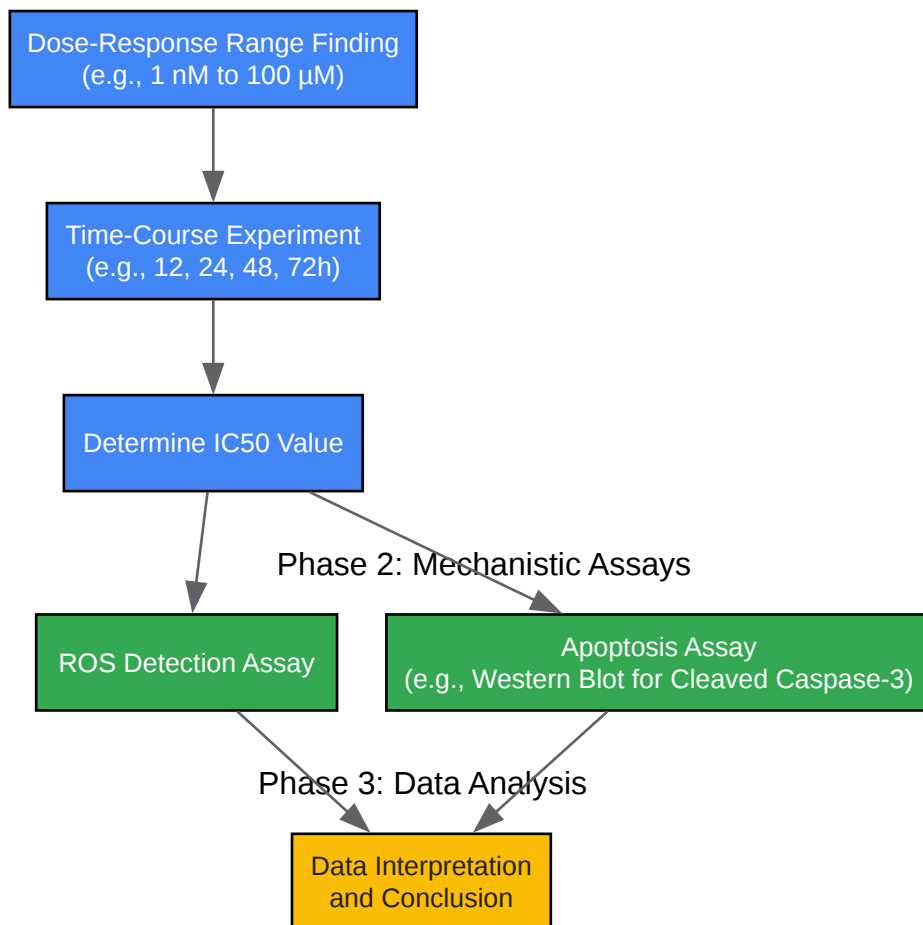 Dose-Response Range Finding
(e.g., 1 nM to 100 µM)
Time-Course Experiment
(e.g., 12, 24, 48, 72h)
Determine IC50 Value
Phase 2: Mechanistic Assays
ROS Detection Assay
Apoptosis Assay
(e.g., Western Blot for Cleaved Caspase-3)
Phase 3: Data Analysis
Data Interpretation
and Conclusion